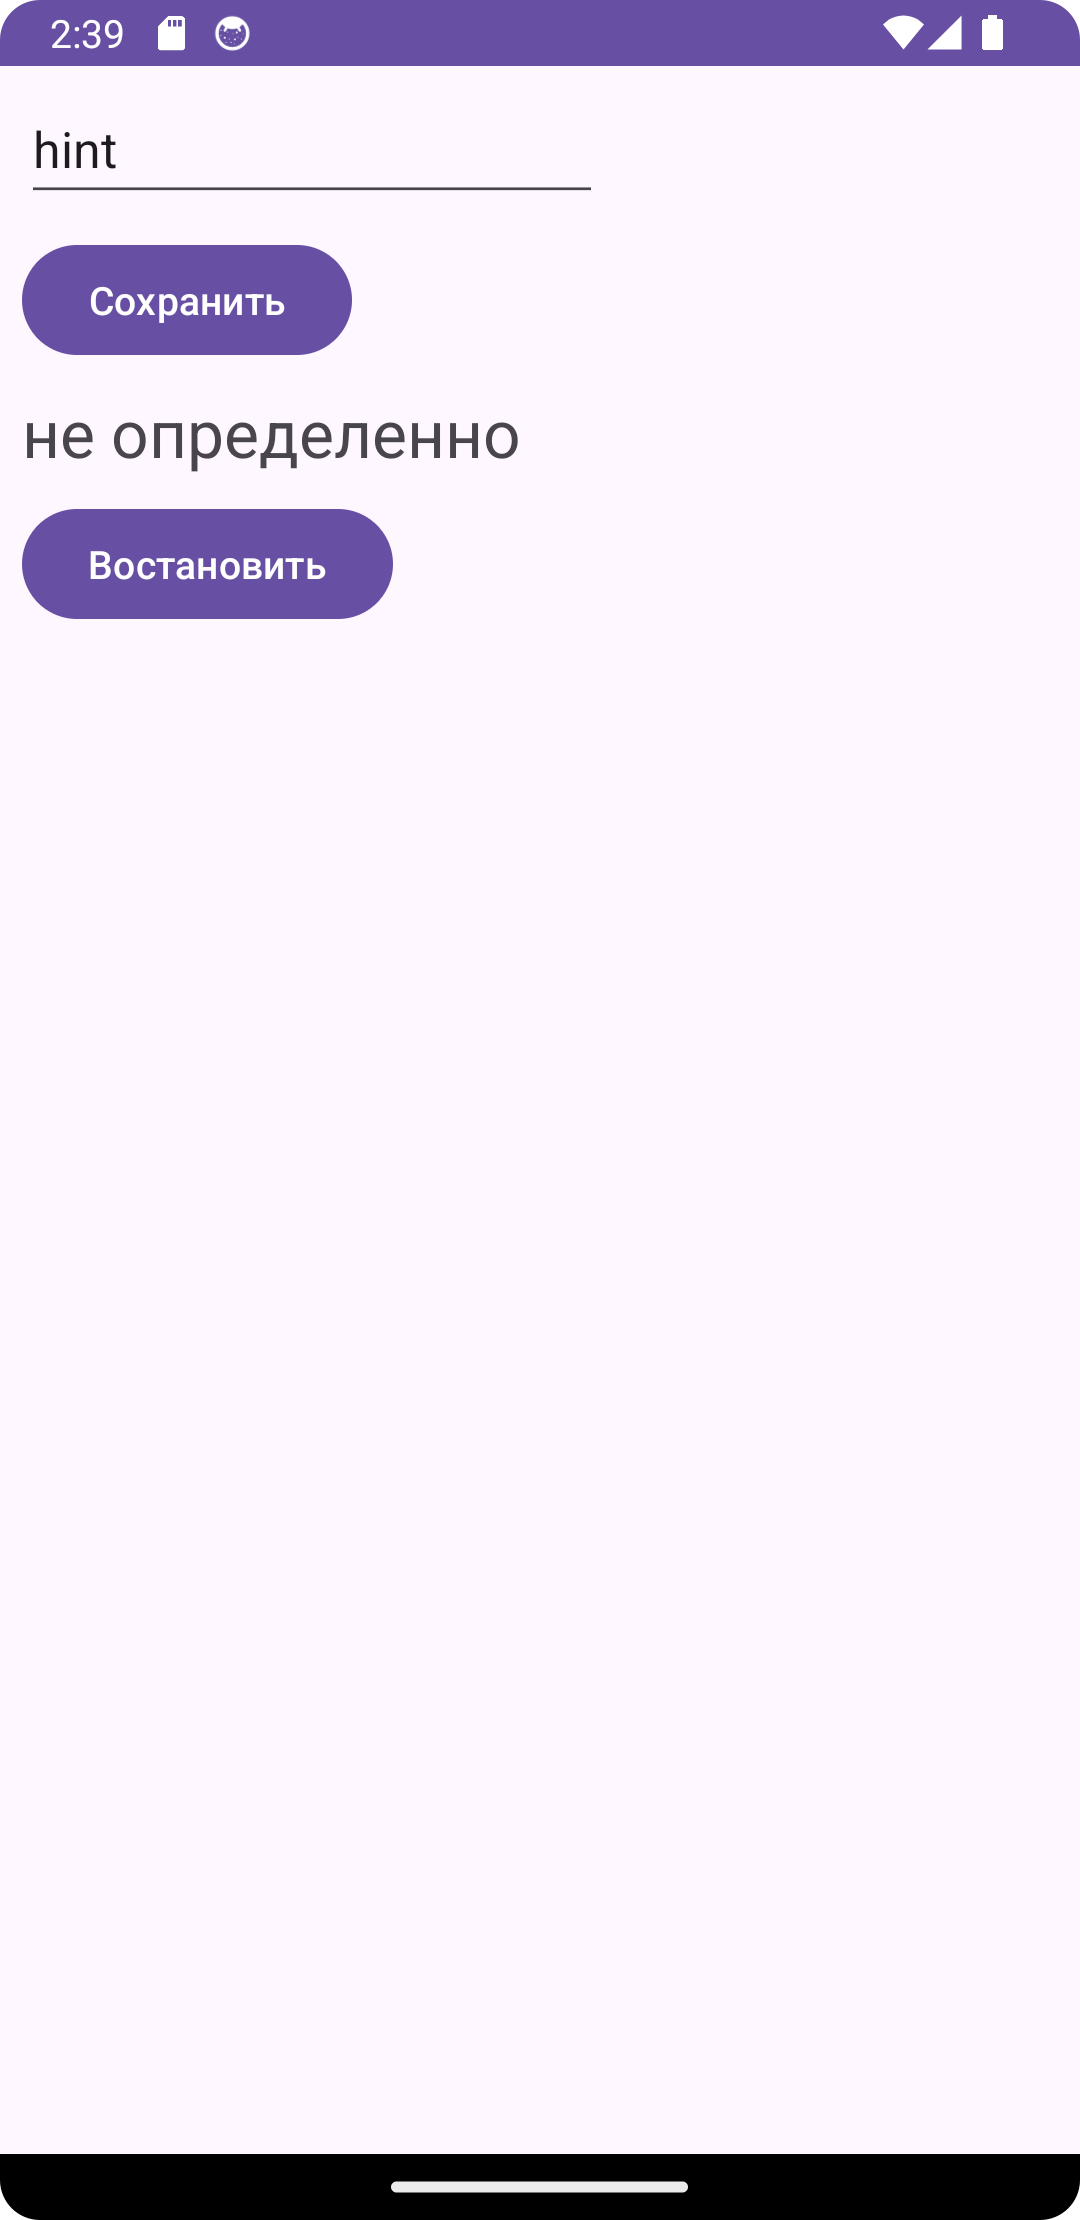 2:39
hint
Сохранить
не определенно
Востановить